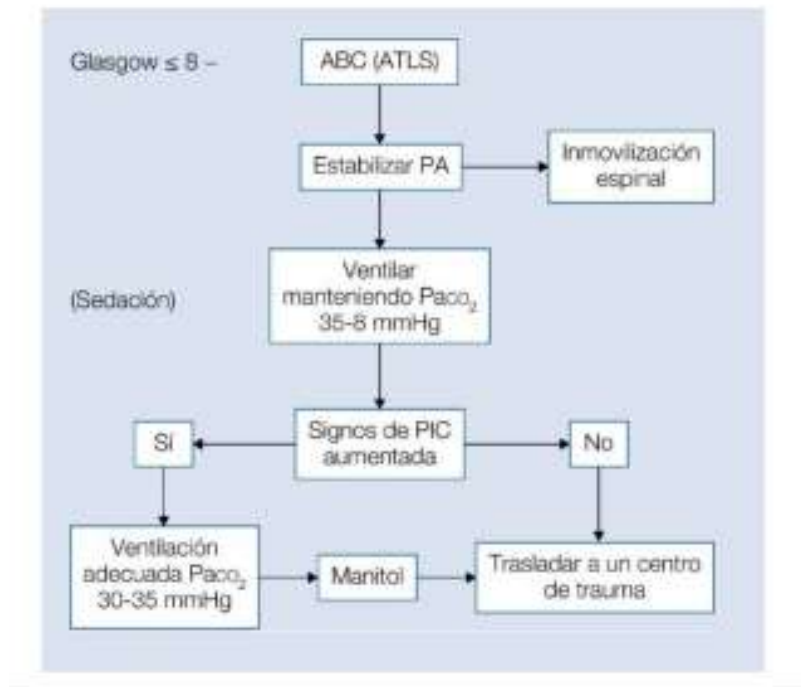 Glasgow ≤ 8 –
ABC (ATLS)
Estabilizar PA
Inmovilización
espinal
(Sedación)
Ventilar
manteniendo Paco₂
35-8 mmHg
Sí
Signos de PIC
aumentada
No
Ventilación
adecuada Paco₂
30-35 mmHg
Manitol
Trasladar a un centro
de trauma